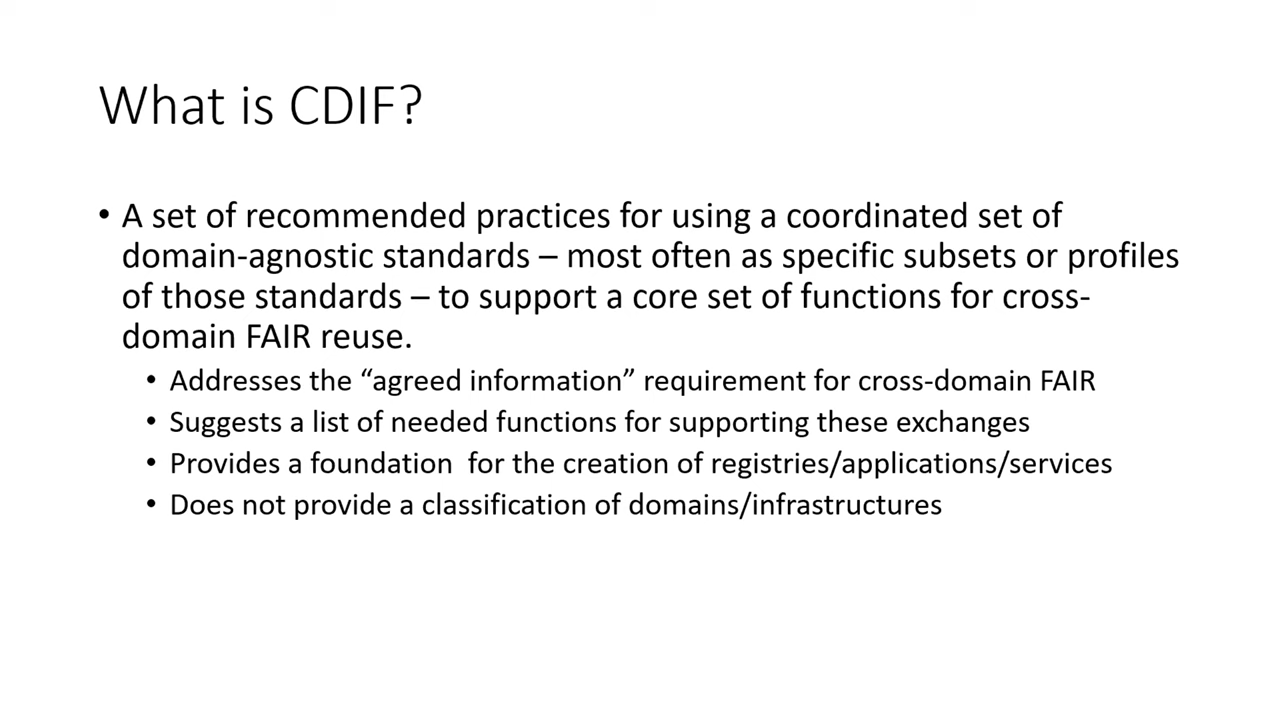 What is CDIF?
• A set of recommended practices for using a coordinated set of
domain-agnostic standards – most often as specific subsets or profiles
of those standards – to support a core set of functions for cross-
domain FAIR reuse.
• Addresses the “agreed information” requirement for cross-domain FAIR
• Suggests a list of needed functions for supporting these exchanges
• Provides a foundation  for the creation of registries/applications/services
• Does not provide a classification of domains/infrastructures